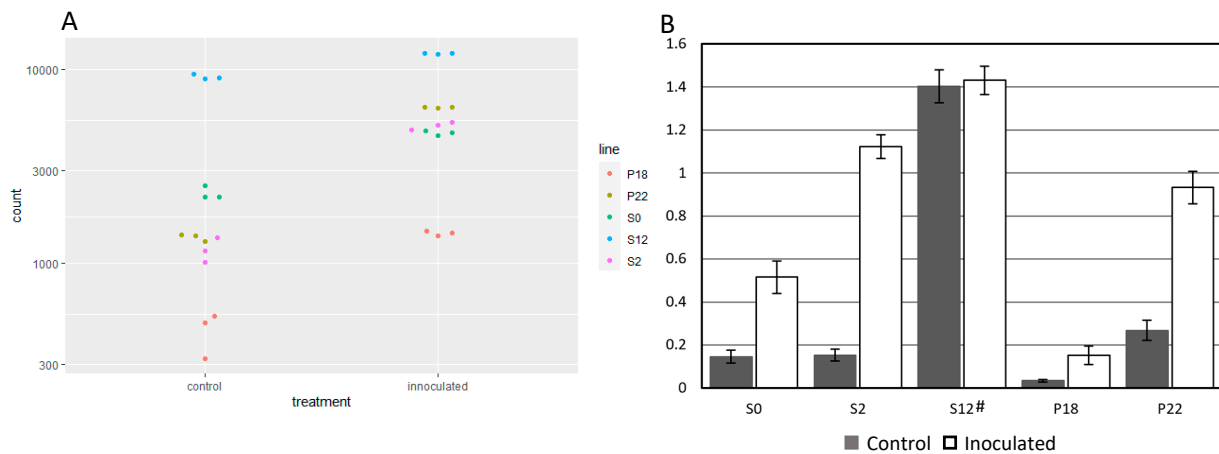 A
10000
3000
1000
300
count
control
innoculated
treatment
line
P18
P22
S0
S12
S2
B
1.6
1.4
1.2
1
0.8
0.6
0.4
0.2
0
S0 S2 S12# P18 P22
Control Inoculated